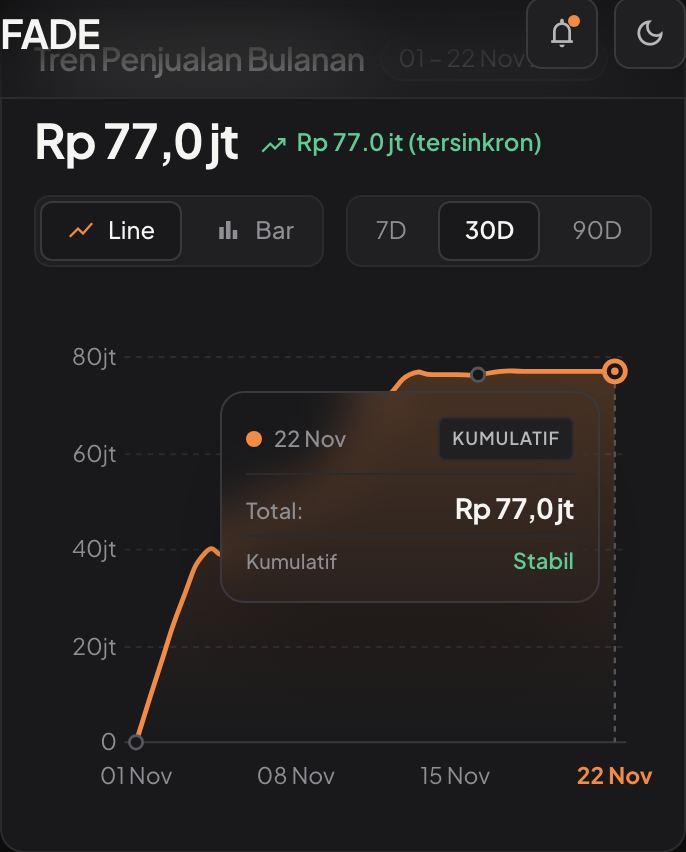 FADE
Tren Penjualan Bulanan 01 – 22 Nov
Rp 77,0 jt Rp 77.0 jt (tersinkron)
Line Bar 7D 30D 90D
80jt
22 Nov KUMULATIF
60jt
Total: Rp 77,0 jt
40jt
Kumulatif Stabil
20jt
0
01 Nov 08 Nov 15 Nov 22 Nov